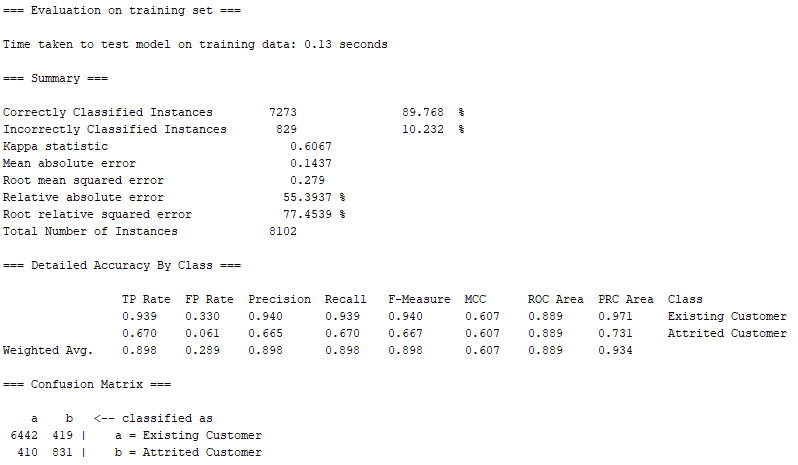 === Evaluation on training set ===
Time taken to test model on training data: 0.13 seconds
=== Summary ===
Correctly Classified Instances        7273               89.768  %
Incorrectly Classified Instances       829               10.232  %
Kappa statistic                          0.6067
Mean absolute error                      0.1437
Root mean squared error                  0.279
Relative absolute error                 55.3937 %
Root relative squared error             77.4539 %
Total Number of Instances             8102
=== Detailed Accuracy By Class ===
                 TP Rate  FP Rate  Precision  Recall   F-Measure  MCC      ROC Area  PRC Area  Class
                 0.939    0.330    0.940      0.939    0.940      0.607    0.889     0.971     Existing Customer
                 0.670    0.061    0.665      0.670    0.667      0.607    0.889     0.731     Attrited Customer
Weighted Avg.    0.898    0.289    0.898      0.898    0.898      0.607    0.889     0.934
=== Confusion Matrix ===
    a    b   <-- classified as
 6442  419 |    a = Existing Customer
  410  831 |    b = Attrited Customer